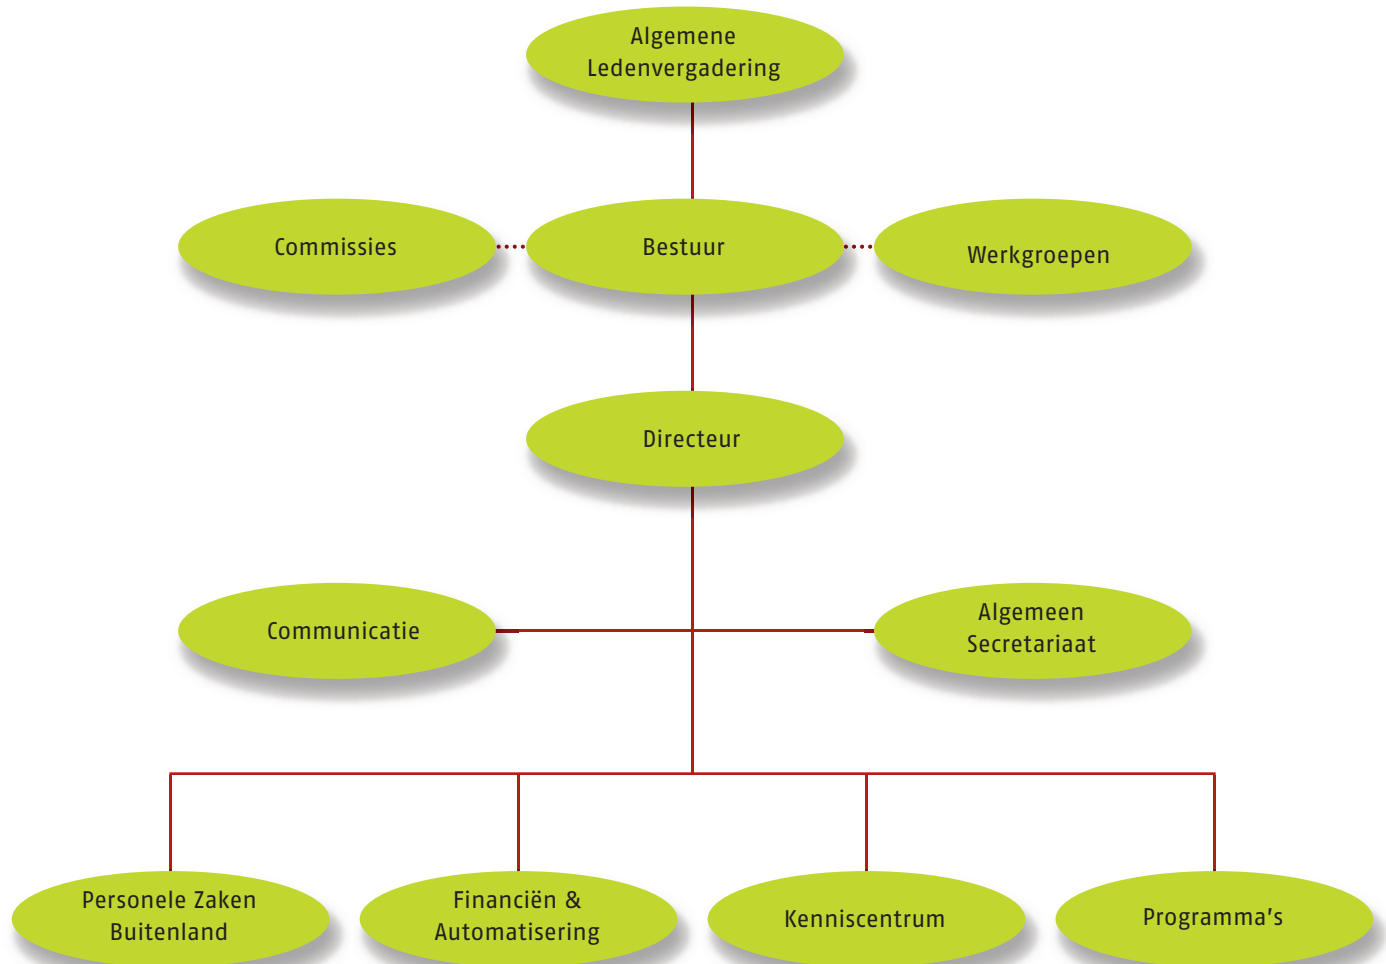 Algemene
Ledenvergadering
Commissies
Bestuur
Werkgroepen
Directeur
Communicatie
Algemeen
Secretariaat
Personele Zaken
Buitenland
Financiën &
Automatisering
Kenniscentrum
Programma's